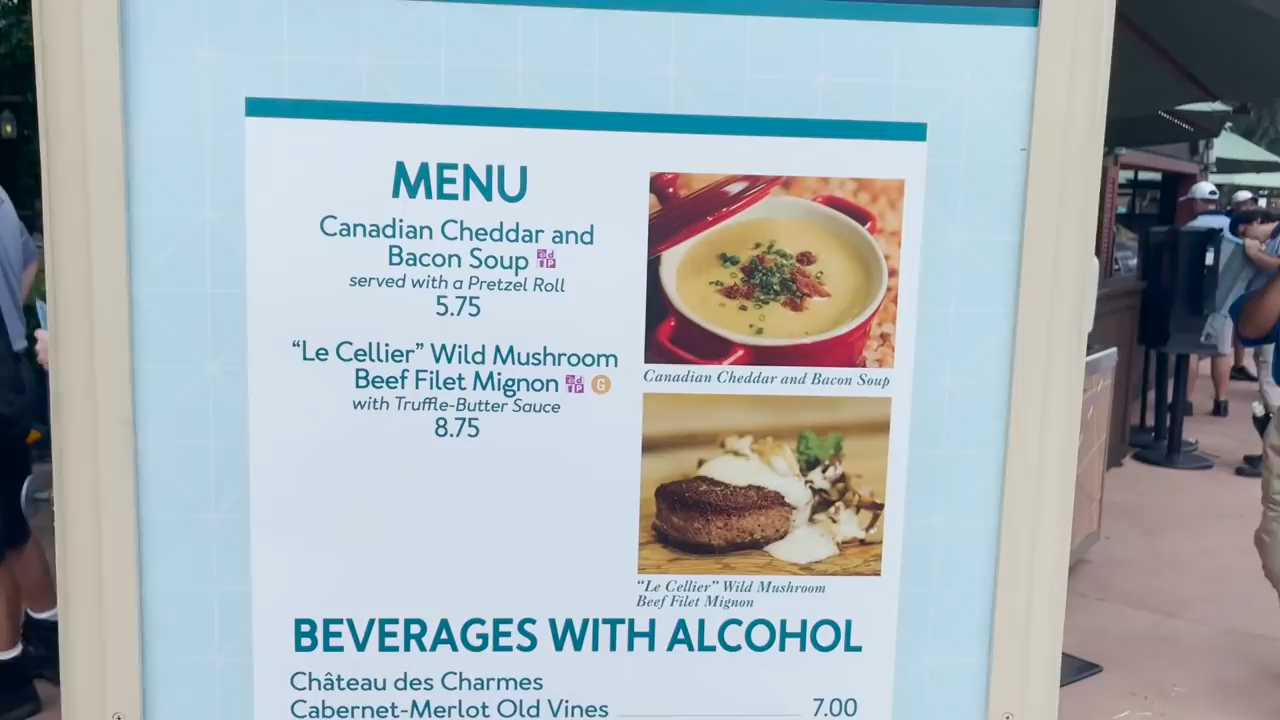 MENU
Canadian Cheddar and
Bacon Soup
served with a Pretzel Roll
5.75
“Le Cellier” Wild Mushroom
Beef Filet Mignon G
with Truffle-Butter Sauce
8.75
Canadian Cheddar and Bacon Soup
“Le Cellier” Wild Mushroom
Beef Filet Mignon
BEVERAGES WITH ALCOHOL
Château des Charmes
Cabernet-Merlot Old Vines 7.00